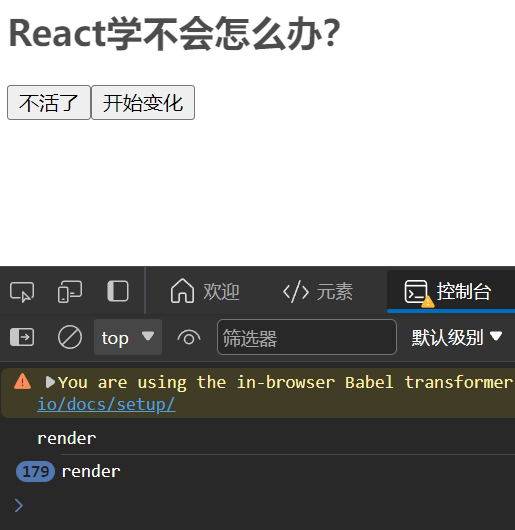 React学不会怎么办?
不活了 开始变化
欢迎 元素 控制台
top 筛选器 默认级别
You are using the in-browser Babel transformer
io/docs/setup/
render
179 render